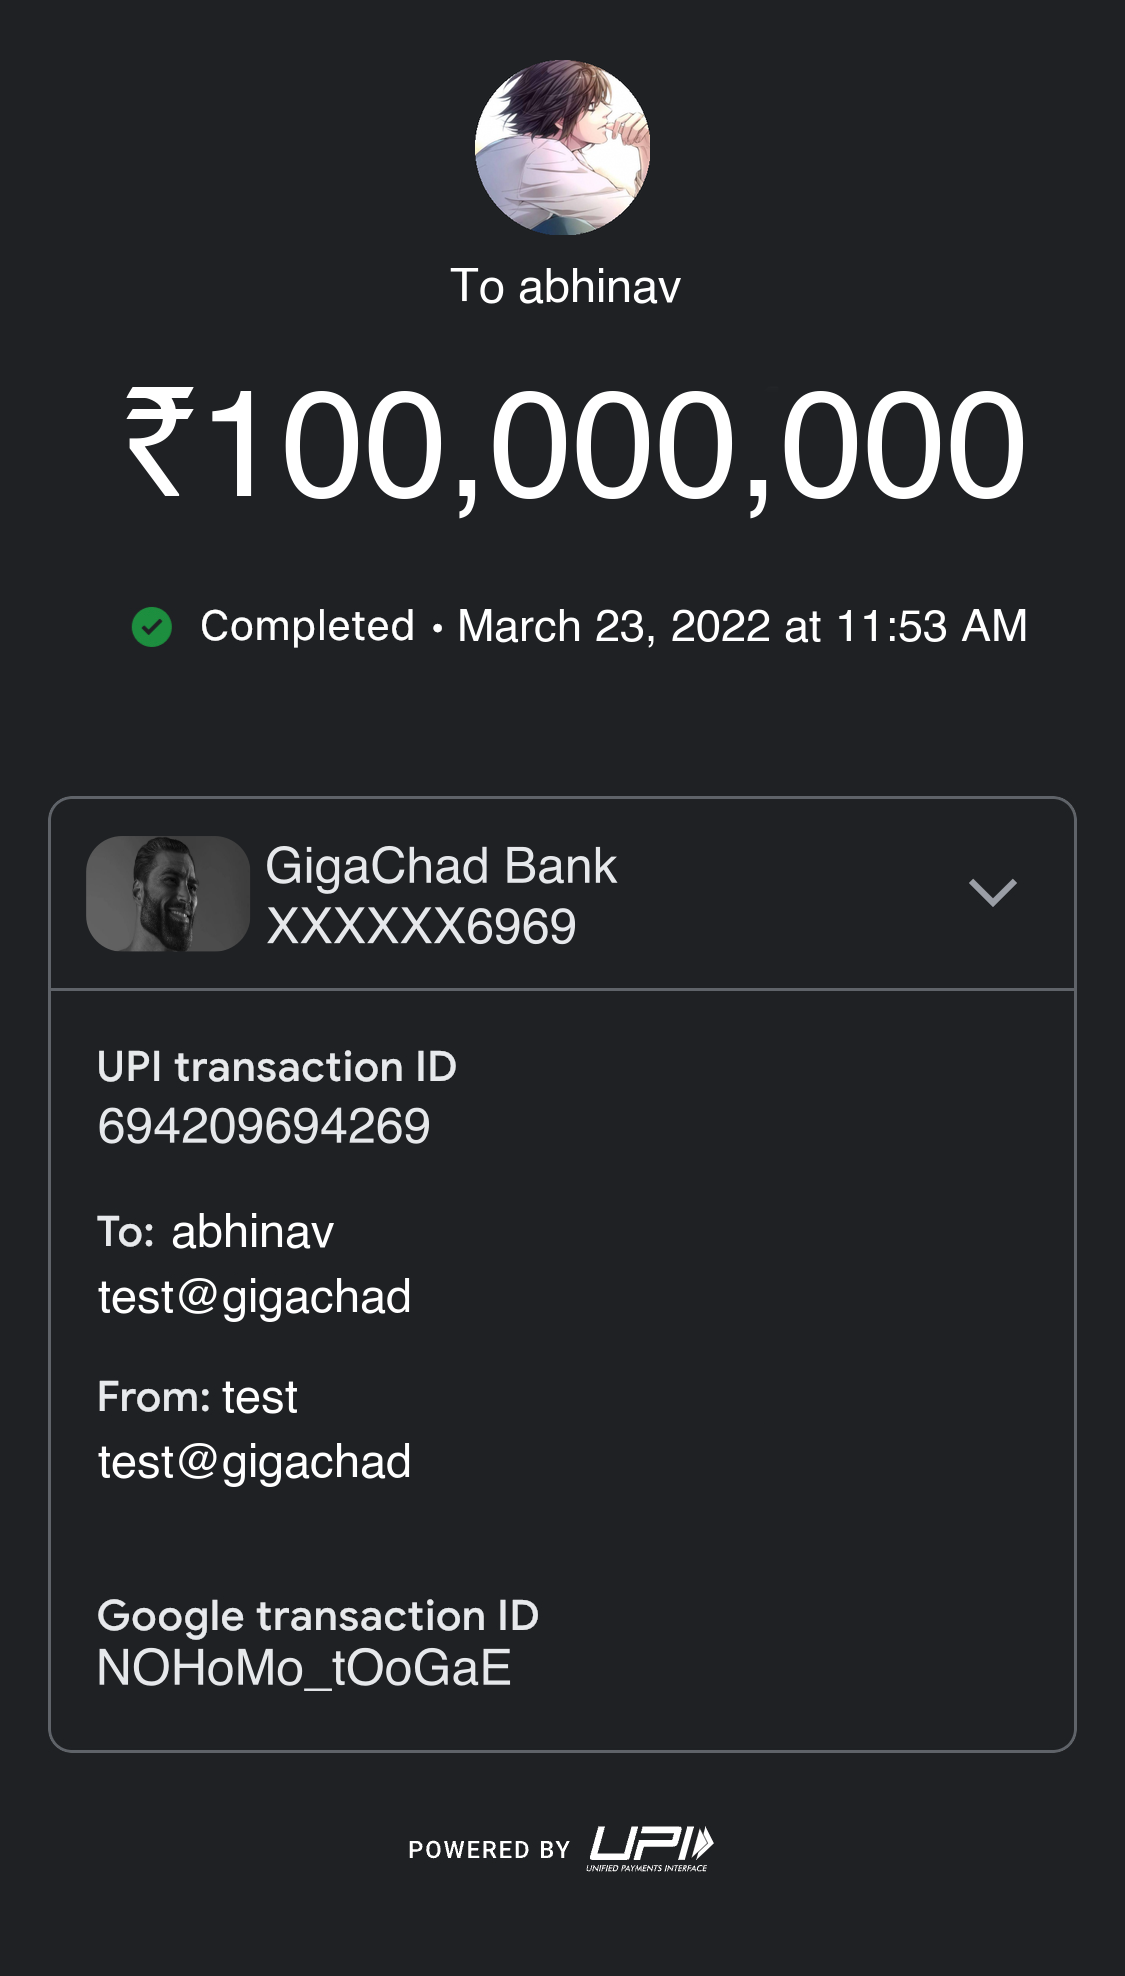 To abhinav
₹100,000,000
Completed • March 23, 2022 at 11:53 AM
GigaChad Bank
XXXXXX6969
UPI transaction ID
694209694269
To: abhinav
test@gigachad
From: test
test@gigachad
Google transaction ID
NOHoMo_tOoGaE
POWERED BY UPI
UNIFIED PAYMENTS INTERFACE